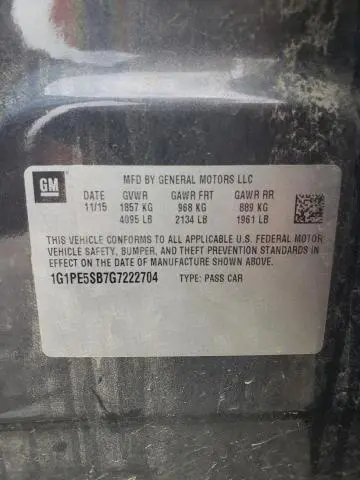 GM
MFD BY GENERAL MOTORS LLC
DATE GVWR GAWR FRT GAWR RR
11/15 1857 KG 968 KG 889 KG
4095 LB 2134 LB 1961 LB
THIS VEHICLE CONFORMS TO ALL APPLICABLE U.S. FEDERAL MOTOR
VEHICLE SAFETY, BUMPER, AND THEFT PREVENTION STANDARDS IN
EFFECT ON THE DATE OF MANUFACTURE SHOWN ABOVE.
1G1PE5SB7G7222704 TYPE: PASS CAR